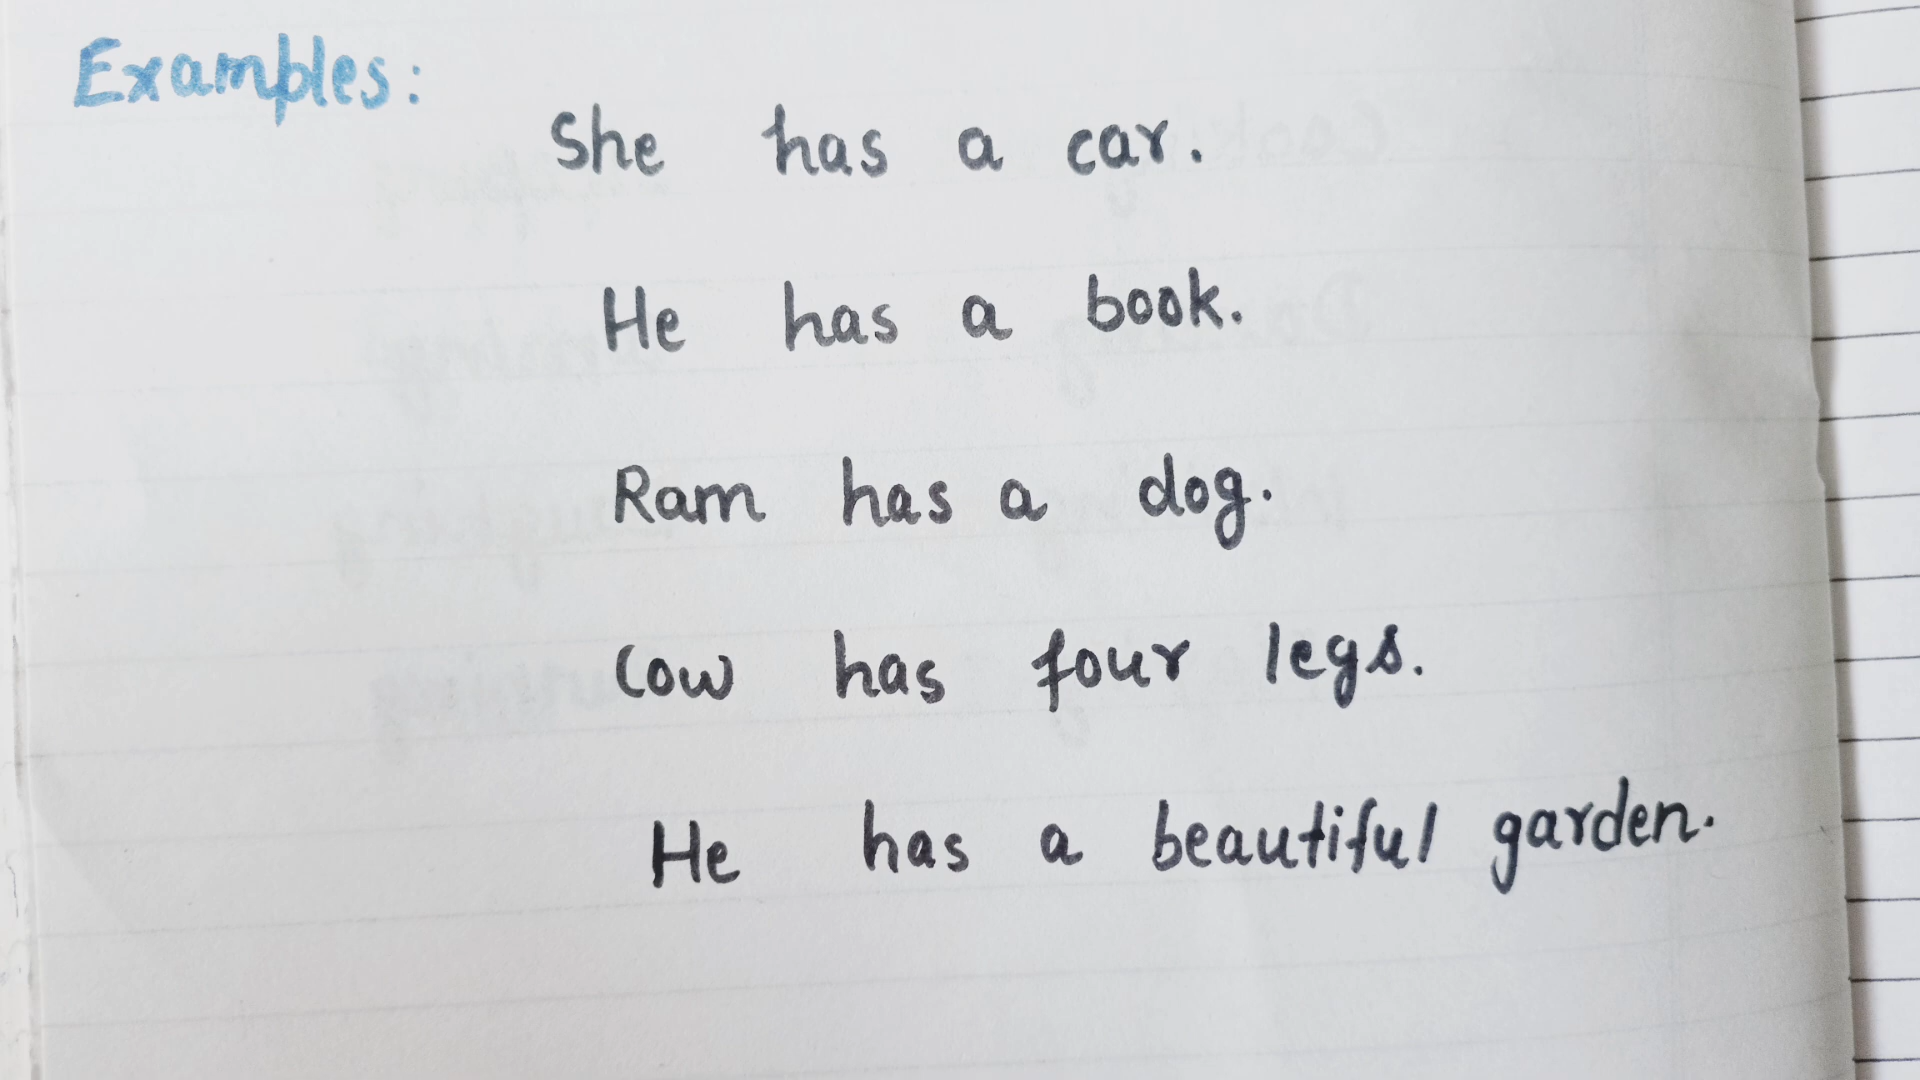 Examples:
She has a car.
He has a book.
Ram has a dog.
Cow has four legs.
He has a beautiful garden.